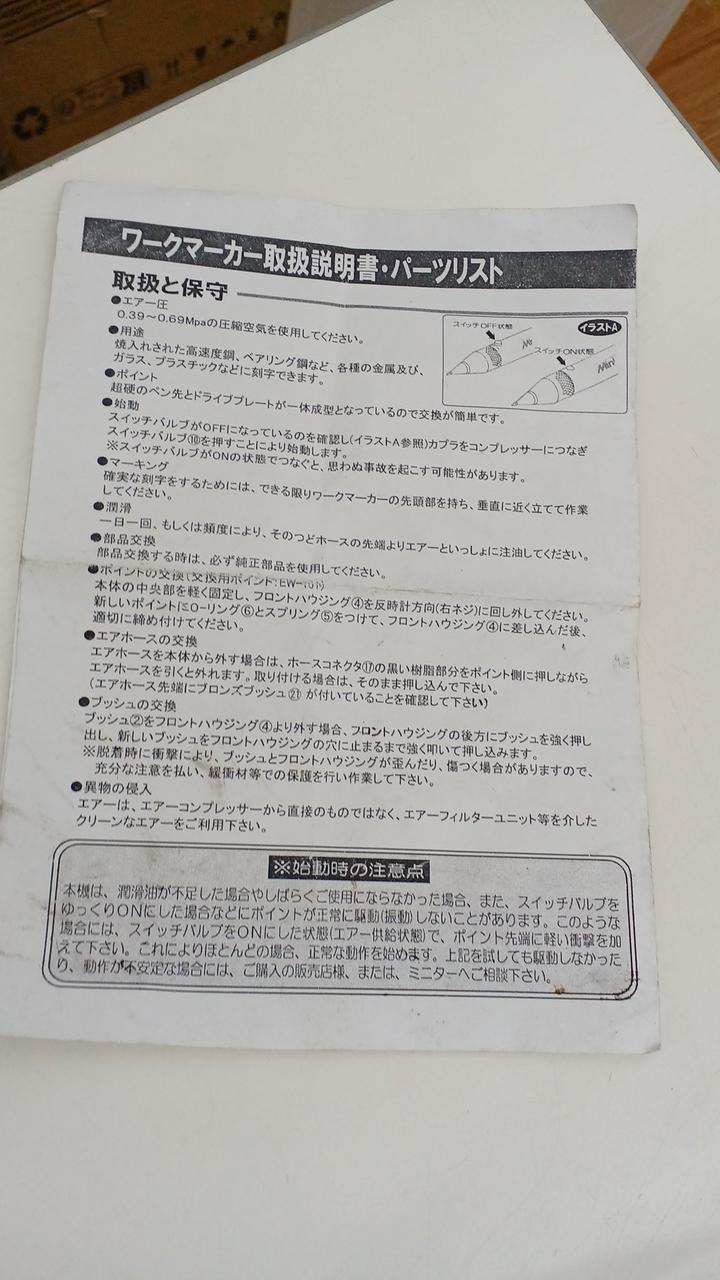 ワークマーカー取扱説明書・パーツリスト
取扱と保守
●エアー圧
0.39～0.69Mpaの圧縮空気を使用してください。
●用途
焼入れされた高速度鋼、ベアリング鋼など、各種の金属及び、
ガラス、プラスチックなどに刻字できます。
スイッチOFF状態
イラストA
スイッチON状態
●ポイント
超硬のペン先とドライブプレートが一体成型となっているので交換が簡単です。
●始動
スイッチバルブがOFFになっているのを確認し(イラストA参照)カプラをコンプレッサーにつなぎ
スイッチバルブ⑩を押すことにより始動します。
※スイッチバルブがONの状態でつなぐと、思わぬ事故を起こす可能性があります。
●マーキング
確実な刻字をするためには、できる限りワークマーカーの先頭部を持ち、垂直に近く立てて作業
してください。
●潤滑
一日一回、もしくは頻度により、そのつどホースの先端よりエアーといっしょに注油してください。
●部品交換
部品交換する時は、必ず純正部品を使用してください。
●ポイントの交換(交換用ポイント:EW-101)
本体の中央部を軽く固定し、フロントハウジング④を反時計方向(右ネジ)に回し外してください。
新しいポイントにO-リング⑥とスプリング⑤をつけて、フロントハウジング④に差し込んだ後、
適切に締め付けてください。
●エアホースの交換
エアホースを本体から外す場合は、ホースコネクタ⑰の黒い樹脂部分をポイント側に押しながら
エアホースを引くと外れます。取り付ける場合は、そのまま押し込んで下さい。
(エアホース先端にブロンズブッシュ㉑ が付いていることを確認して下さい)
●ブッシュの交換
ブッシュ②をフロントハウジング④より外す場合、フロントハウジングの後方にブッシュを強く押し
出し、新しいブッシュをフロントハウジングの穴に止まるまで強く叩いて押し込みます。
※脱着時に衝撃により、ブッシュとフロントハウジングが歪んだり、傷つく場合がありますので、
充分な注意を払い、緩衝材等での保護を行い作業して下さい。
●異物の侵入
エアーは、エアーコンプレッサーから直接のものではなく、エアーフィルターユニット等を介した
クリーンなエアーをご利用下さい。
※始動時の注意点
本機は、潤滑油が不足した場合やしばらくご使用にならなかった場合、また、スイッチバルブを
ゆっくりONにした場合などにポイントが正常に駆動(振動)しないことがあります。このような
場合には、スイッチバルブをONにした状態(エアー供給状態)で、ポイント先端に軽い衝撃を加
えて下さい。これによりほとんどの場合、正常な動作を始めます。上記を試しても駆動しなかった
り、動作が不安定な場合には、ご購入の販売店様、または、ミニターへご相談下さい。